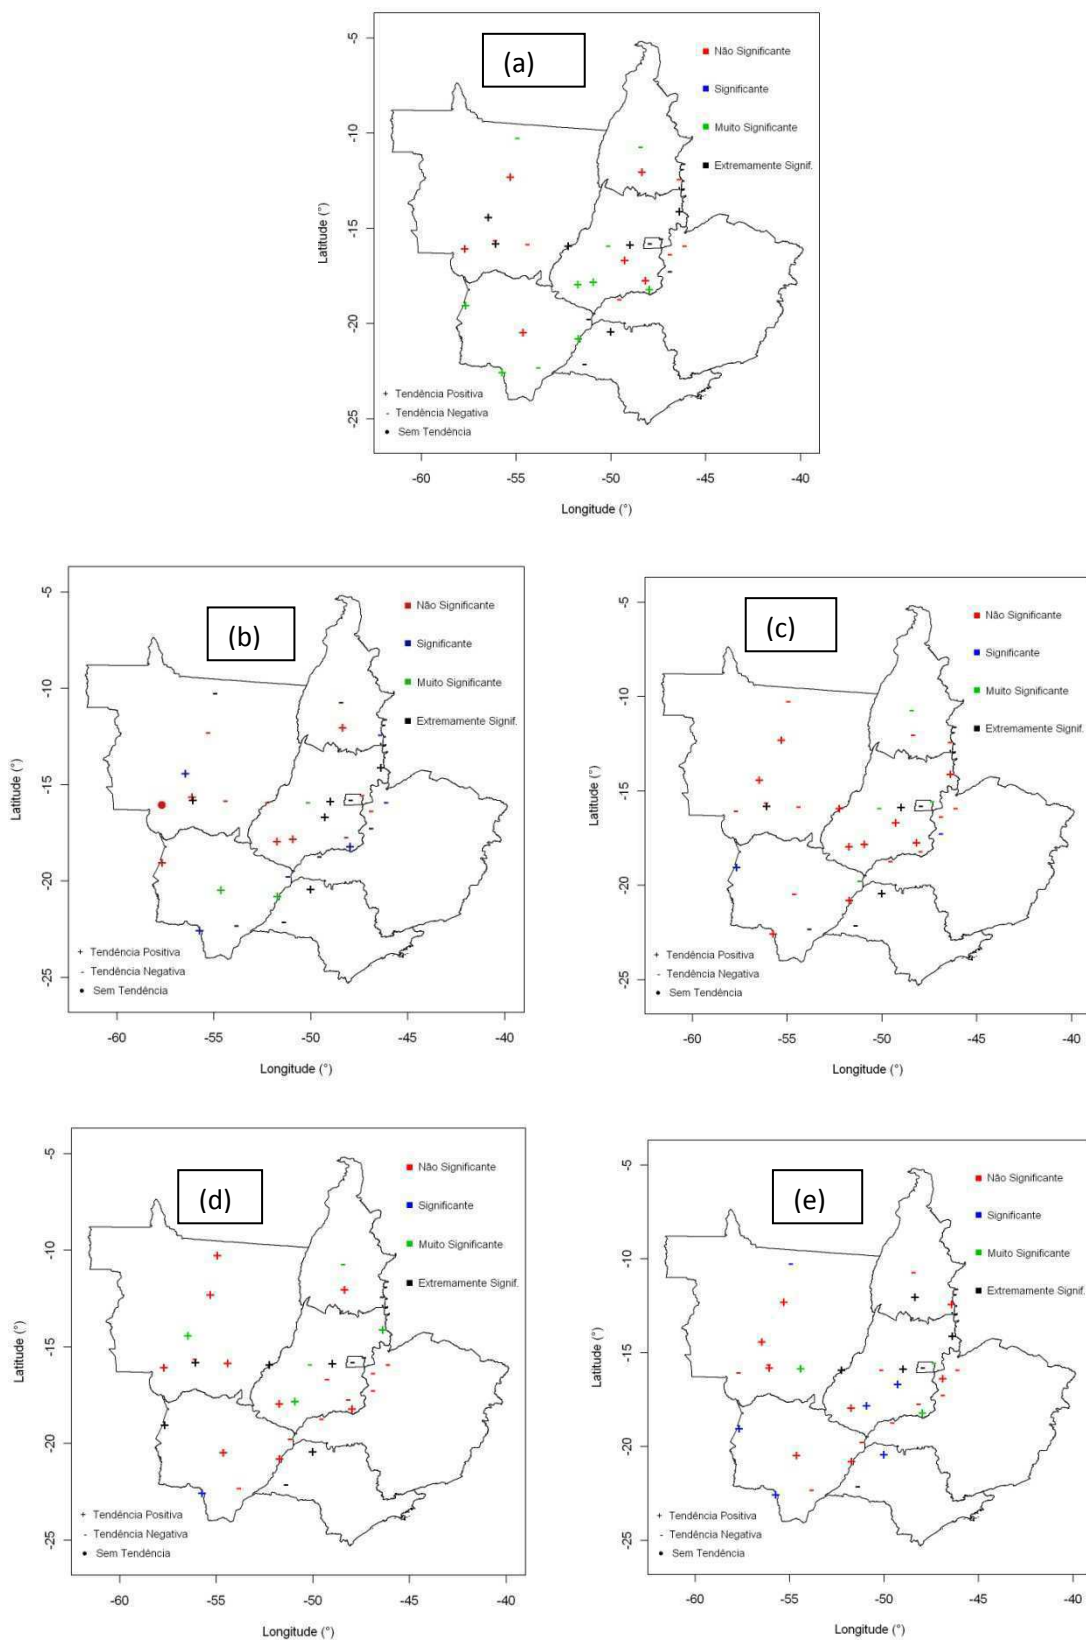 (a)
Não Significante
Significante
Muito Significante
Extremamente Signif.
Latitude (°)
-5
-10
-15
-20
-25
+ Tendência Positiva
- Tendência Negativa
● Sem Tendência
-60 -55 -50 -45 -40
Longitude (°)
(b)
Não Significante
Significante
Muito Significante
Extremamente Signif.
Latitude (°)
-5
-10
-15
-20
-25
+ Tendência Positiva
- Tendência Negativa
● Sem Tendência
-60 -55 -50 -45 -40
Longitude (°)
(c)
Não Significante
Significante
Muito Significante
Extremamente Signif.
Latitude (°)
-5
-10
-15
-20
-25
+ Tendência Positiva
- Tendência Negativa
● Sem Tendência
-60 -55 -50 -45 -40
Longitude (°)
(d)
Não Significante
Significante
Muito Significante
Extremamente Signif.
Latitude (°)
-5
-10
-15
-20
-25
+ Tendência Positiva
- Tendência Negativa
● Sem Tendência
-60 -55 -50 -45 -40
Longitude (°)
(e)
Não Significante
Significante
Muito Significante
Extremamente Signif.
Latitude (°)
-5
-10
-15
-20
-25
+ Tendência Positiva
- Tendência Negativa
● Sem Tendência
-60 -55 -50 -45 -40
Longitude (°)